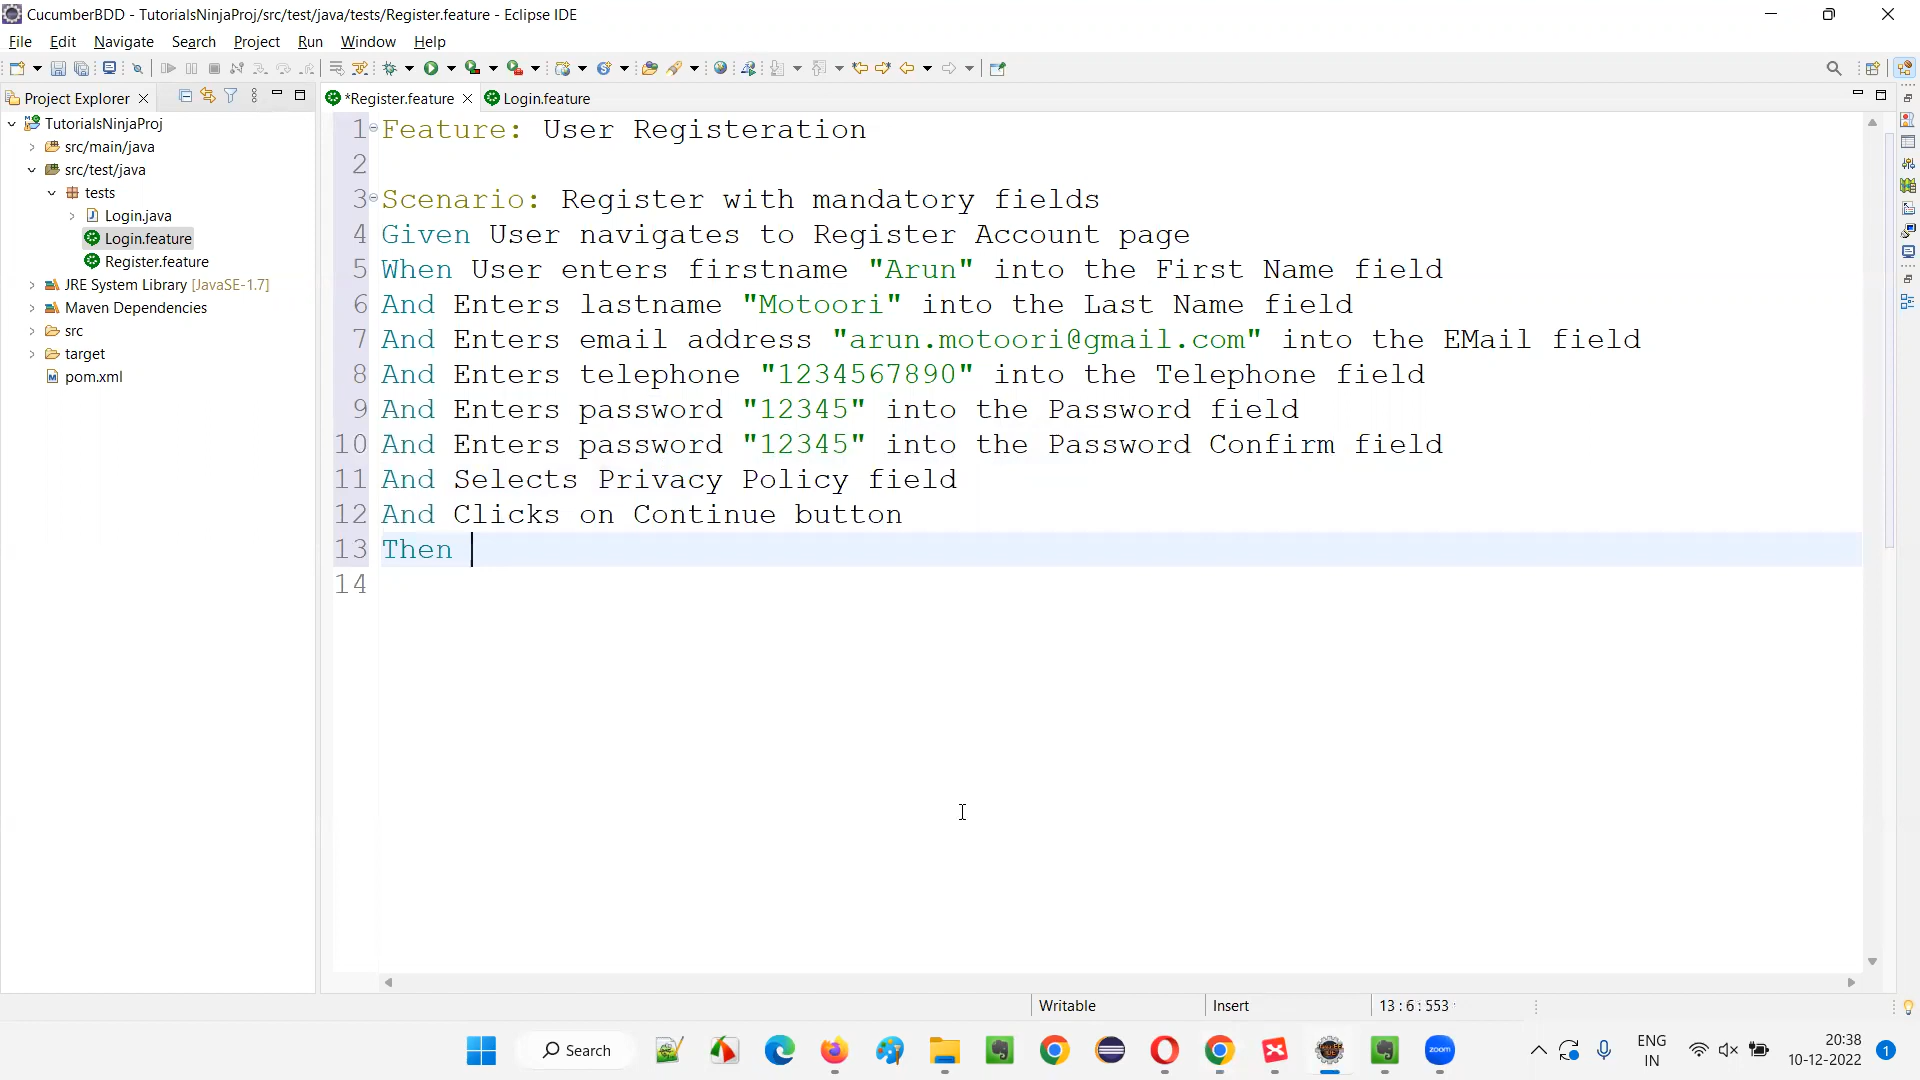 CucumberBDD - TutorialsNinjaProj/src/test/java/tests/Register.feature - Eclipse IDE
File Edit Navigate Search Project Run Window Help
Project Explorer
*Register.feature
Login.feature
TutorialsNinjaProj
src/main/java
src/test/java
tests
Login.java
Login.feature
Register.feature
JRE System Library [JavaSE-1.7]
Maven Dependencies
src
target
pom.xml
1 Feature: User Registeration
2
3 Scenario: Register with mandatory fields
4 Given User navigates to Register Account page
5 When User enters firstname "Arun" into the First Name field
6 And Enters lastname "Motoori" into the Last Name field
7 And Enters email address "arun.motoori@gmail.com" into the EMail field
8 And Enters telephone "1234567890" into the Telephone field
9 And Enters password "12345" into the Password field
10 And Enters password "12345" into the Password Confirm field
11 And Selects Privacy Policy field
12 And Clicks on Continue button
13 Then
14
Writable
Insert
13 : 6 : 553
Search
zoom
ENG
IN
20:38
10-12-2022
1